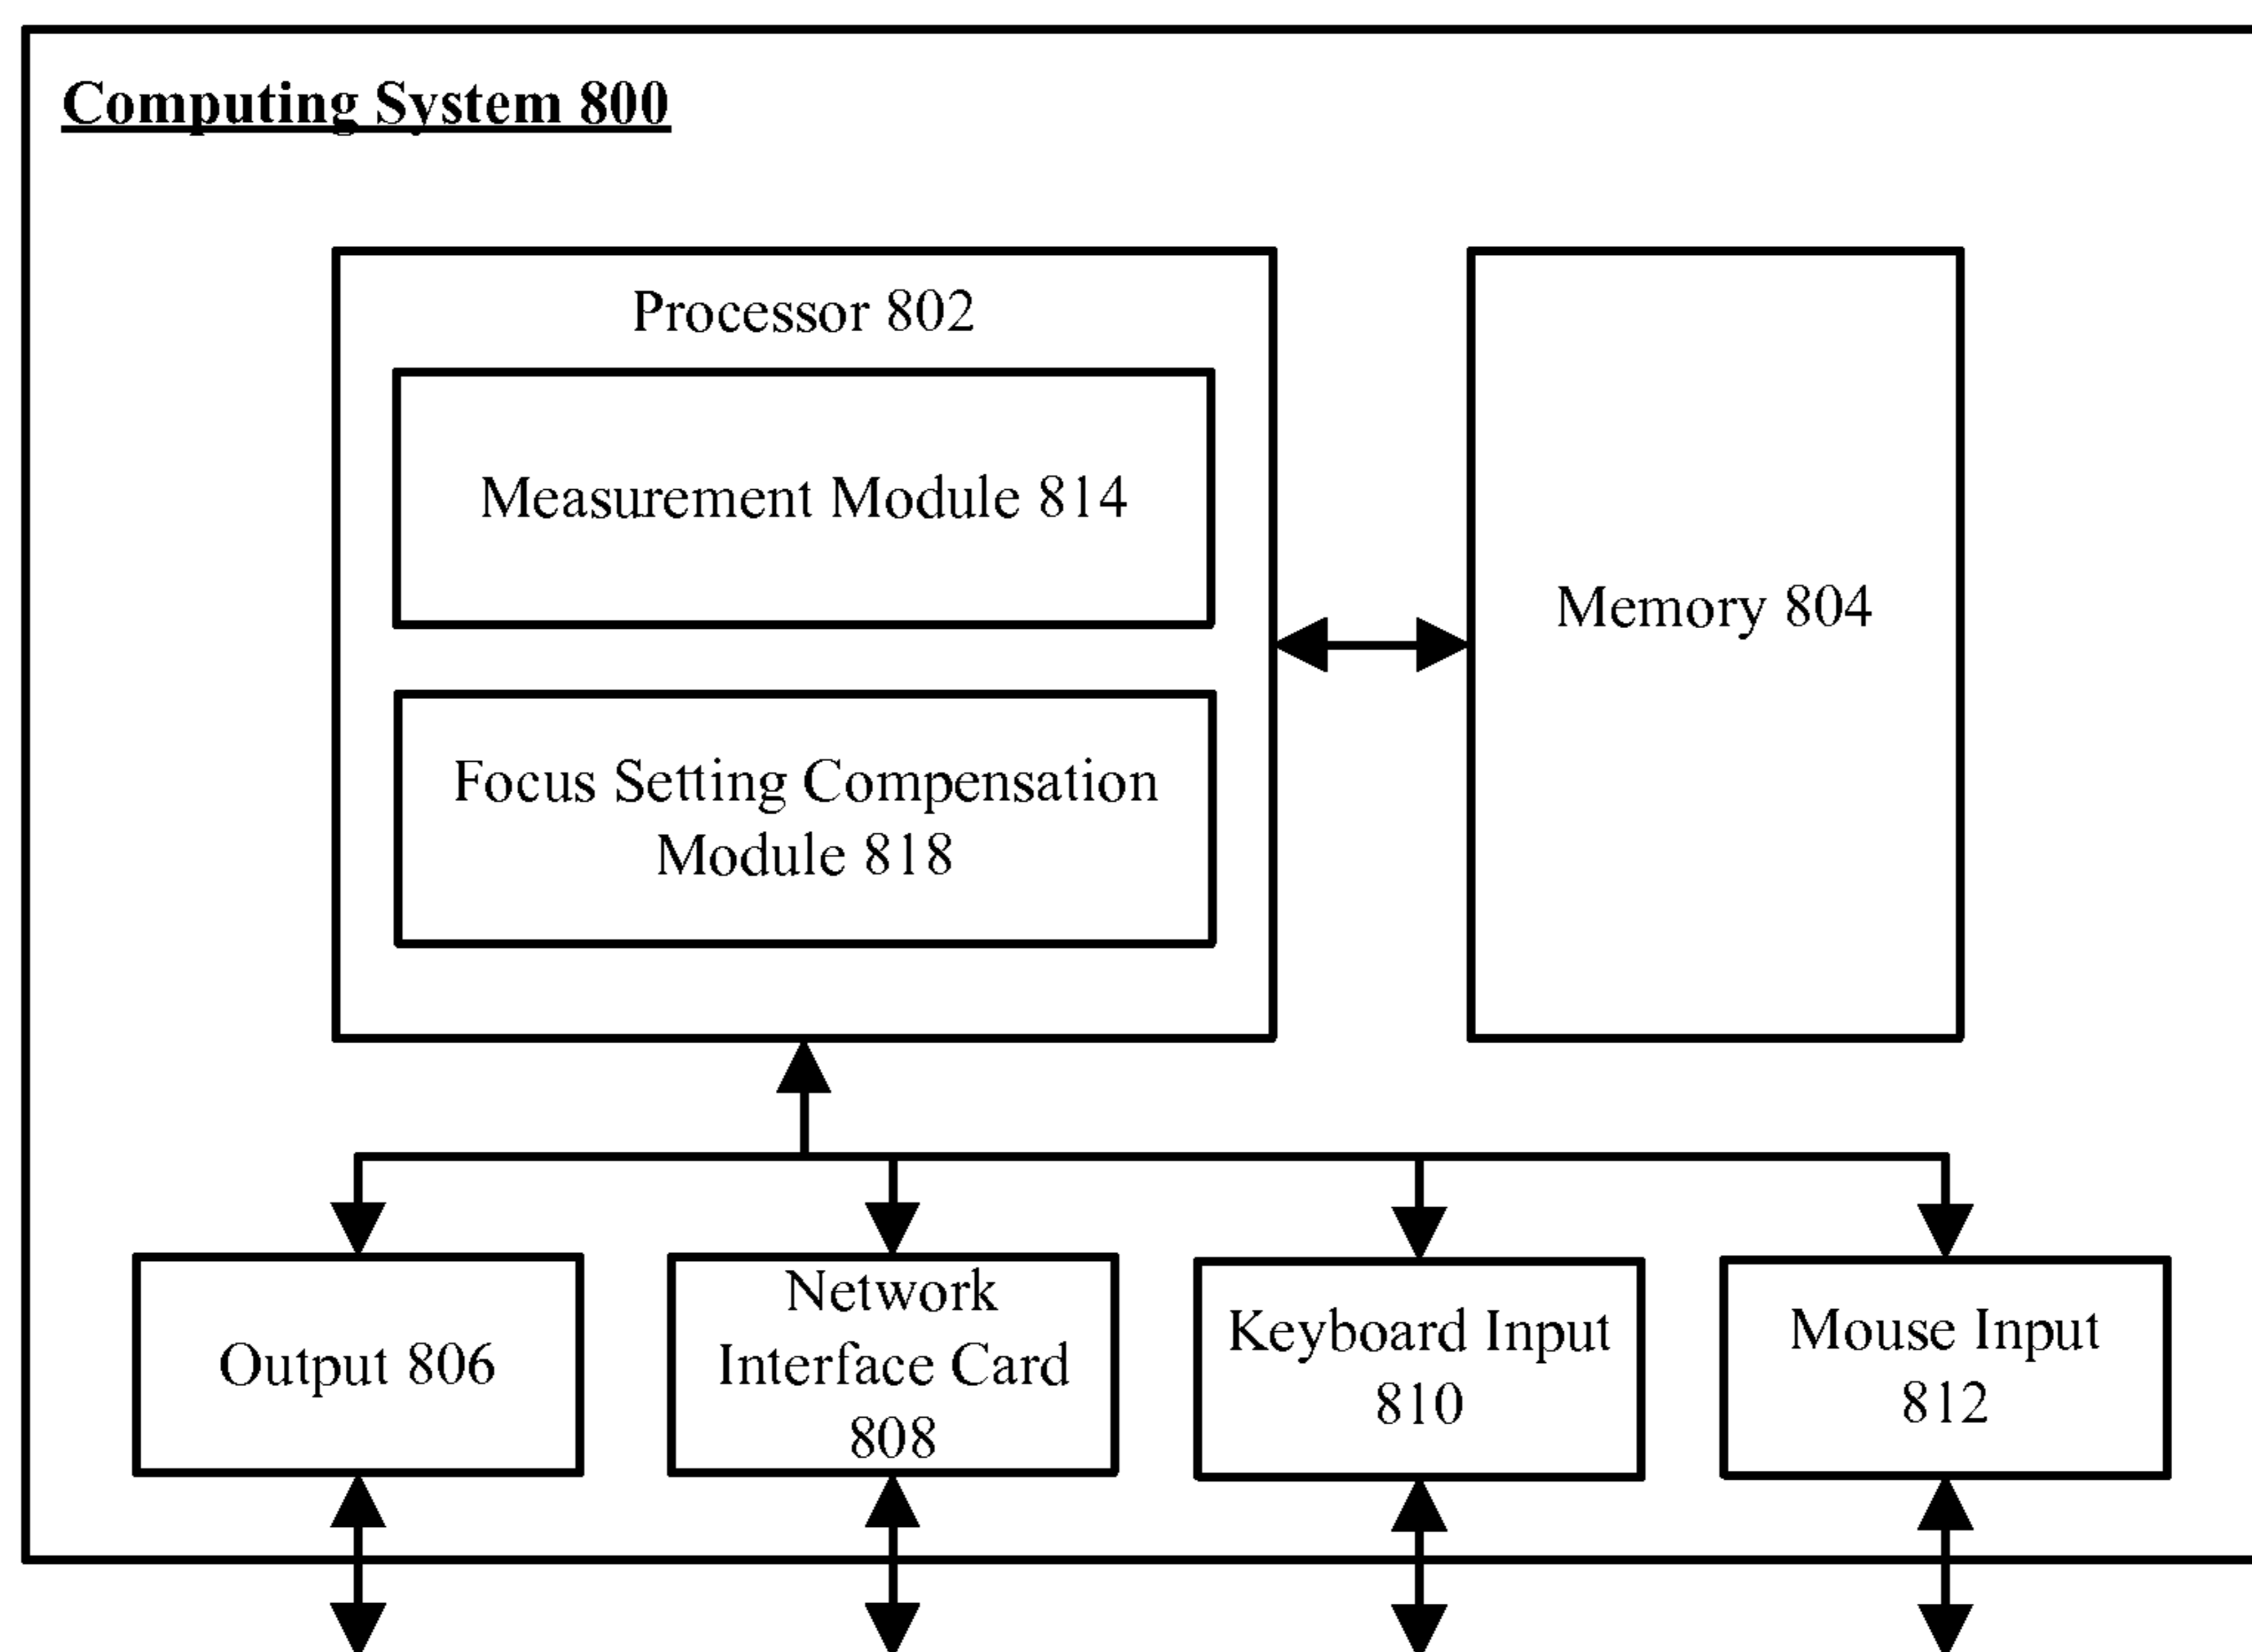 Computing System 800
Processor 802
Measurement Module 814
Focus Setting Compensation
Module 818
Memory 804
Output 806
Network
Interface Card
808
Keyboard Input
810
Mouse Input
812